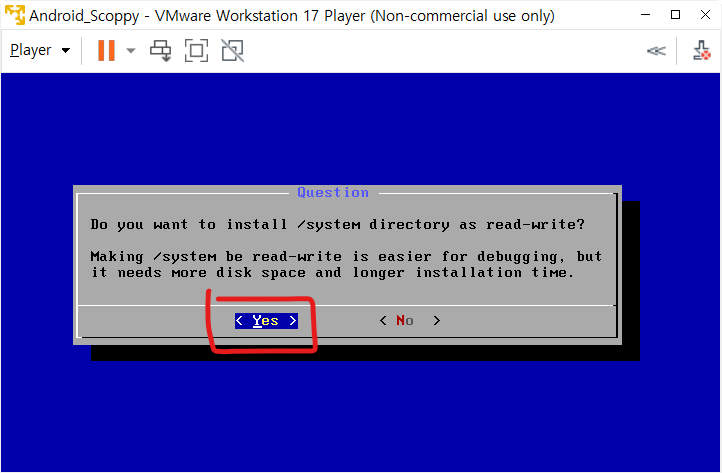 Android_Scoppy - VMware Workstation 17 Player (Non-commercial use only)
Player
Question
Do you want to install /system directory as read-write?
Making /system be read-write is easier for debugging, but
it needs more disk space and longer installation time.
< Yes > < No >